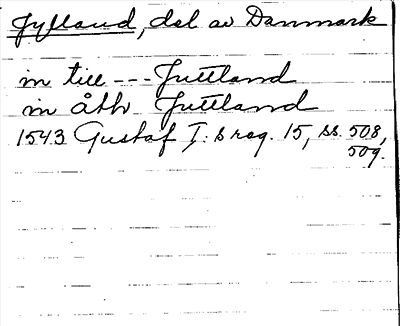 Jylland, del av Danmark
in till --- Juttland
in åth Juttland
1543 Gustaf I:s reg. 15, ss. 508,
509.